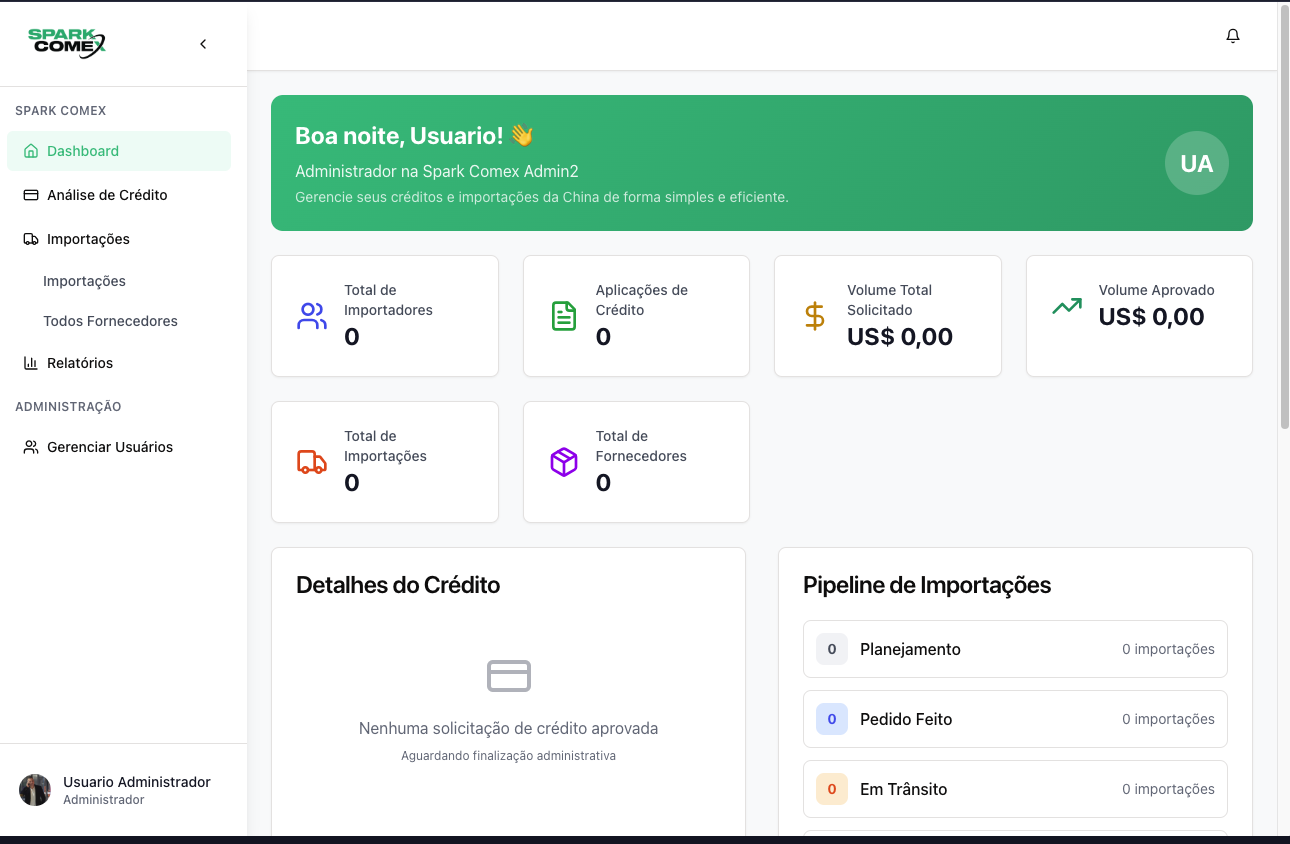 SPARK
COMEX
SPARK COMEX
Dashboard
Análise de Crédito
Importações
Importações
Todos Fornecedores
Relatórios
ADMINISTRAÇÃO
Gerenciar Usuários
Usuario Administrador
Administrador
Boa noite, Usuario! 👋
Administrador na Spark Comex Admin2
Gerencie seus créditos e importações da China de forma simples e eficiente.
UA
Total de
Importadores
0
Aplicações de
Crédito
0
Volume Total
Solicitado
US$ 0,00
Volume Aprovado
US$ 0,00
Total de
Importações
0
Total de
Fornecedores
0
Detalhes do Crédito
Nenhuma solicitação de crédito aprovada
Aguardando finalização administrativa
Pipeline de Importações
0 Planejamento 0 importações
0 Pedido Feito 0 importações
0 Em Trânsito 0 importações